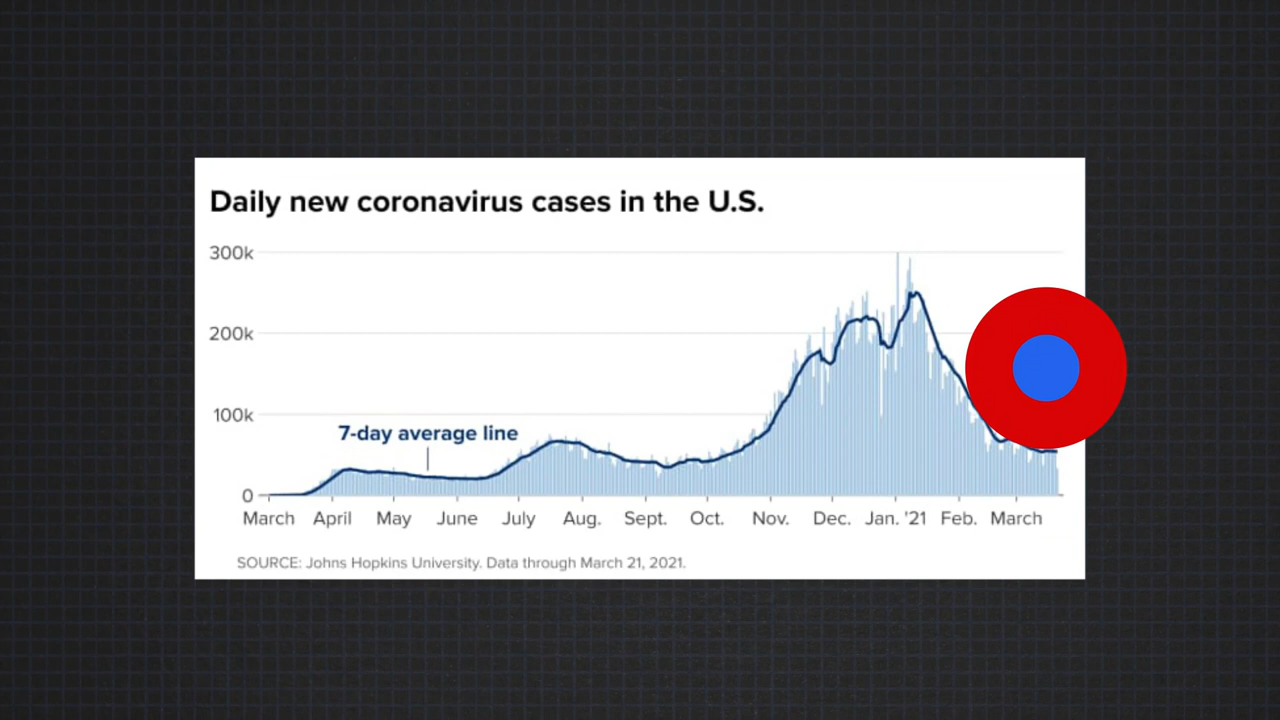 Daily new coronavirus cases in the U.S.
300k
200k
100k
7-day average line
0
March April May June July Aug. Sept. Oct. Nov. Dec. Jan. '21 Feb. March
SOURCE: Johns Hopkins University. Data through March 21, 2021.